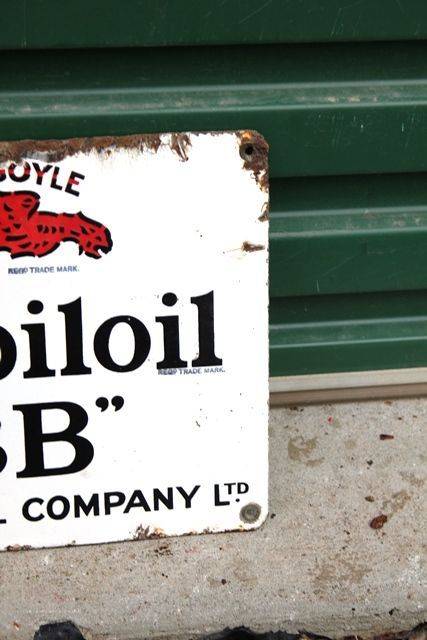 GOYLE
REGD TRADE MARK.
biloil
REGD TRADE MARK.
BB"
L COMPANY LTD.